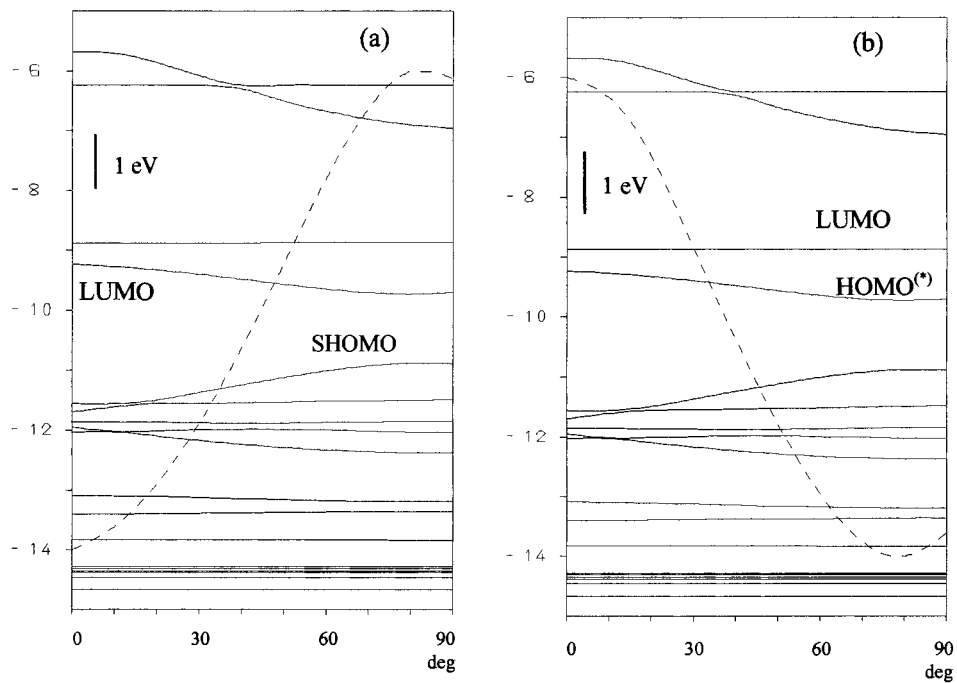 (a)
- 6
1 eV
- 8
LUMO
- 10
SHOMO
- 12
- 14
0 30 60 90
deg
(b)
- 6
1 eV
- 8
LUMO
HOMO(*)
- 10
- 12
- 14
0 30 60 90
deg